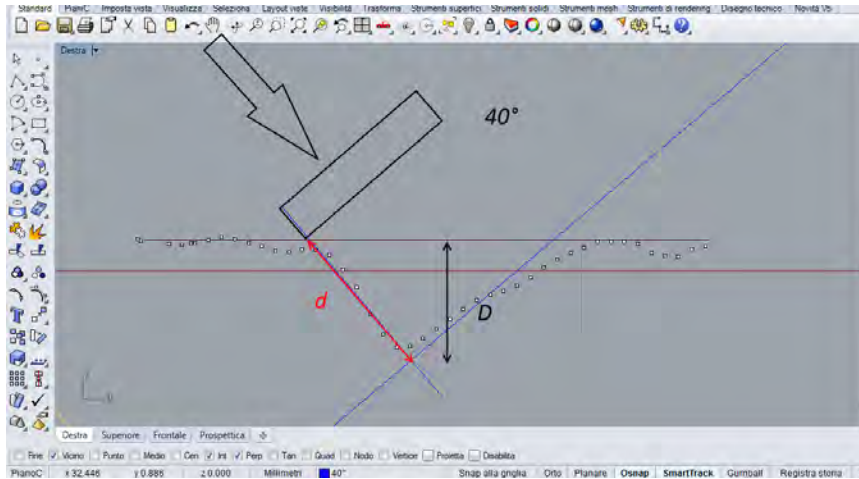 Standard PianiC Imposta vista Visualizza Seleziona Layout viste Visibilità Trasforma Strumenti superfici Strumenti solidi Strumenti mesh Strumenti di rendering Disegno tecnico Novità V5
Destra
40°
d
D
Destra Superiore Frontale Prospettica
Fine Vicino Punto Medio Cen Int Perp Tan Quad Nodo Vertice Proietta Disabilita
PianoC x 32.446 y 0.886 z 0.000 Millimetri 40° Snap alla griglia Orto Planare Osnap SmartTrack Gumball Registra storia